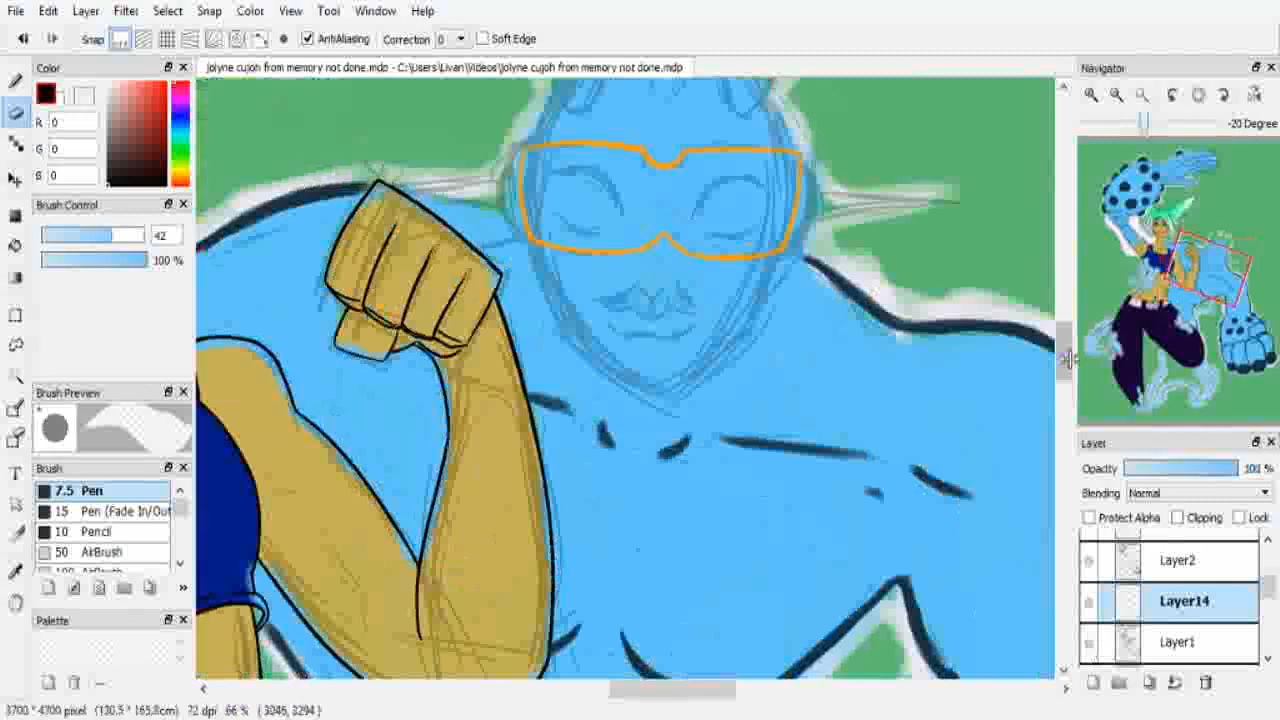 File Edit Layer Filter Select Snap Color View Tool Window Help
Snap AntiAliasing Correction 0 Soft Edge
Color
jolyne cujoh from memory not done.mdp - C:\Users\Livan\Videos\jolyne cujoh from memory not done.mdp
Navigator
R 0
G 0
B 0
-20 Degree
Brush Control
42
100 %
Brush Preview
Layer
Opacity 100 %
Brush
Blending Normal
7.5 Pen
15 Pen (Fade In/Out
Protect Alpha Clipping Lock
10 Pencil
50 AirBrush
100 AirBrush
Layer2
Layer14
Layer1
Palette
3700 * 4700 pixel (130.5 * 165.8cm) 72 dpi 66 % ( 3045, 3294 )